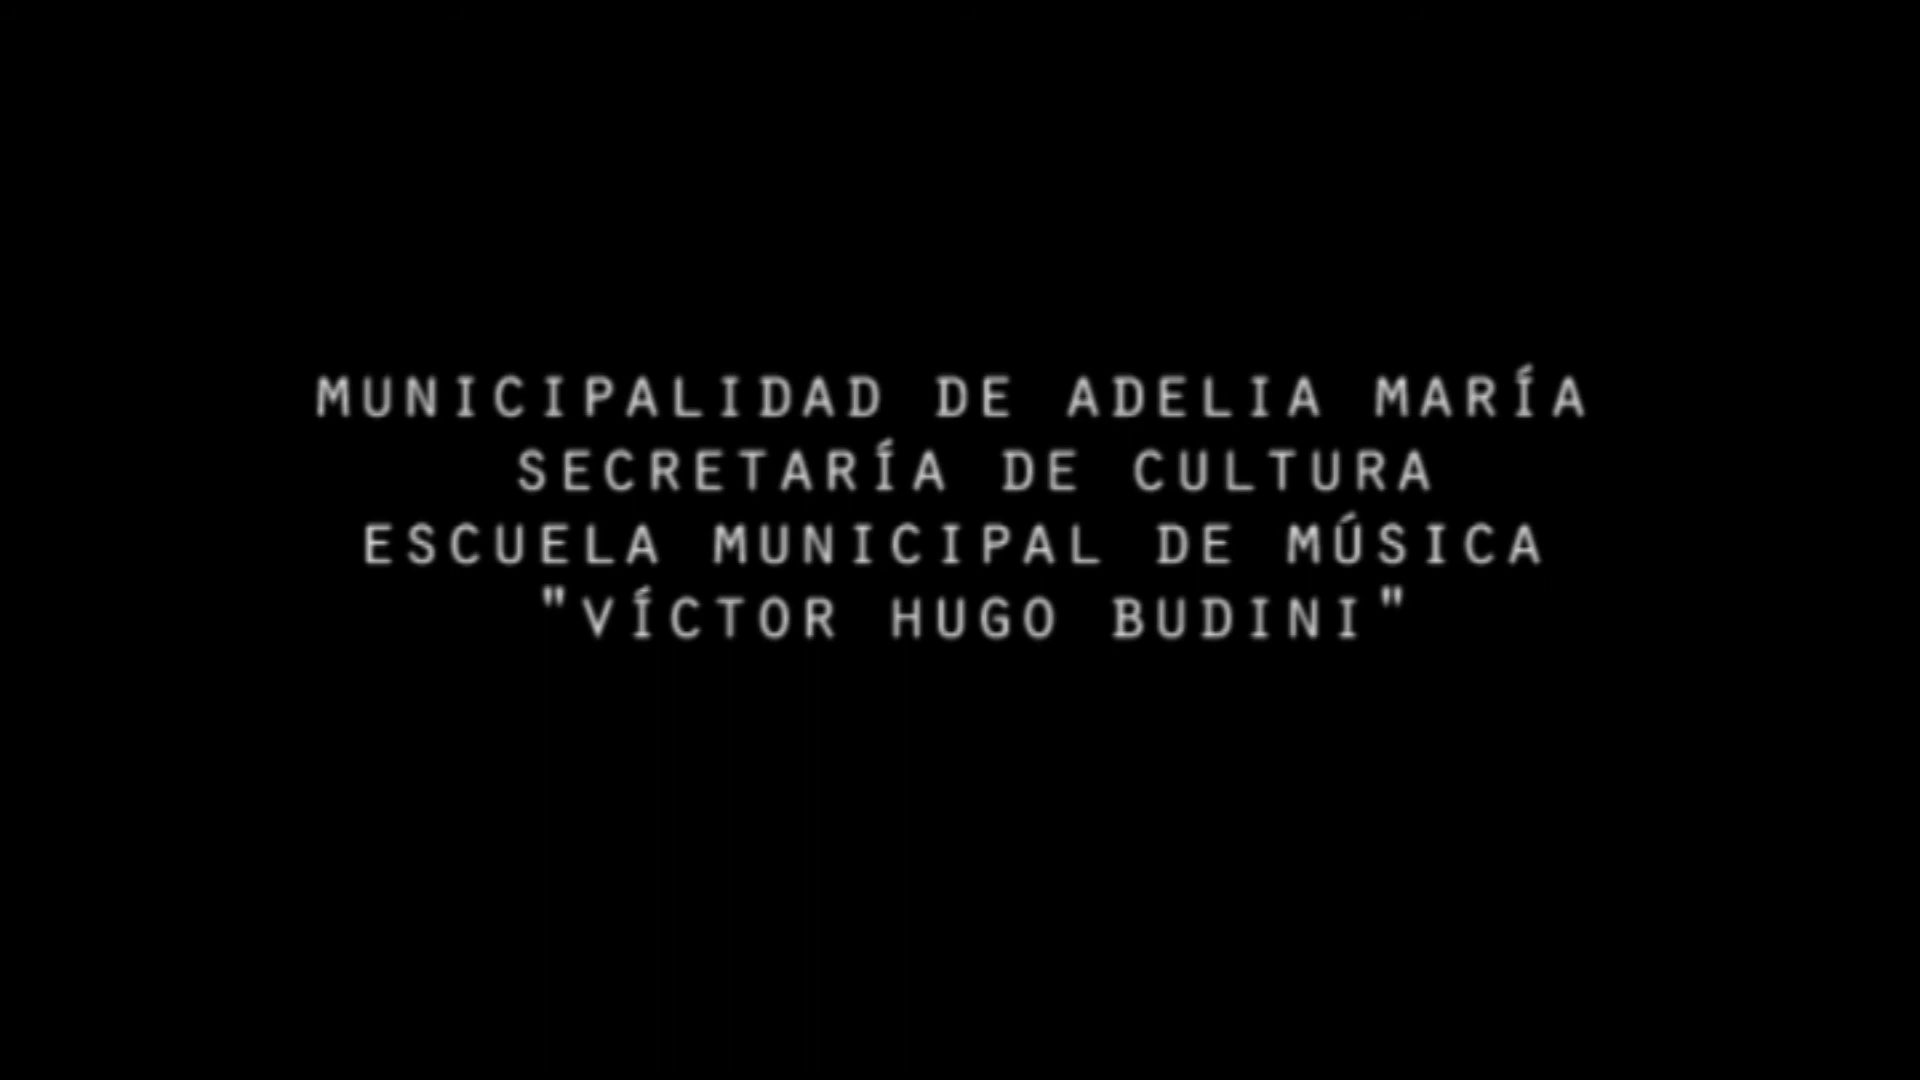 MUNICIPALIDAD DE ADELIA MARÍA
SECRETARÍA DE CULTURA
ESCUELA MUNICIPAL DE MÚSICA
"VÍCTOR HUGO BUDINI"